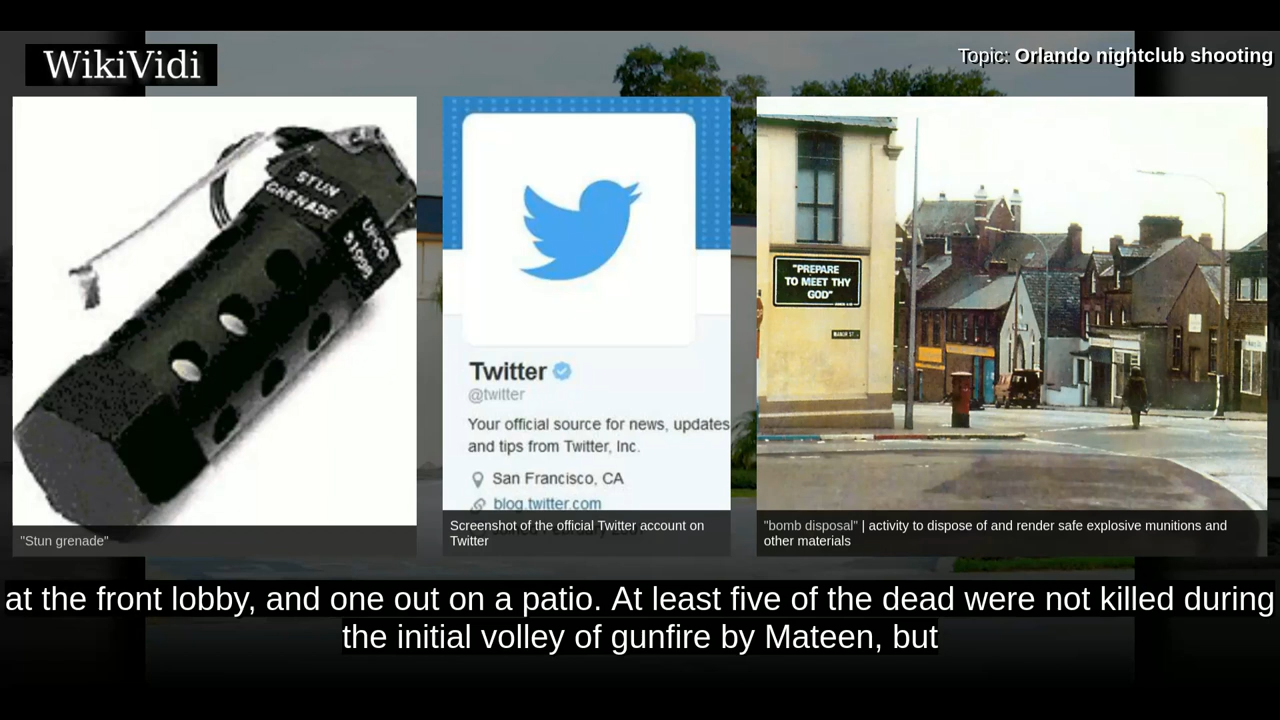 WikiVidi
Topic: Orlando nightclub shooting
STUN
GRENADE
Twitter
@twitter
Your official source for news, updates
and tips from Twitter, Inc.
San Francisco, CA
blog.twitter.com
"PREPARE
TO MEET THY
GOD"
MANOR ST.
"Stun grenade"
Screenshot of the official Twitter account on
Twitter
"bomb disposal" | activity to dispose of and render safe explosive munitions and
other materials
at the front lobby, and one out on a patio. At least five of the dead were not killed during
the initial volley of gunfire by Mateen, but